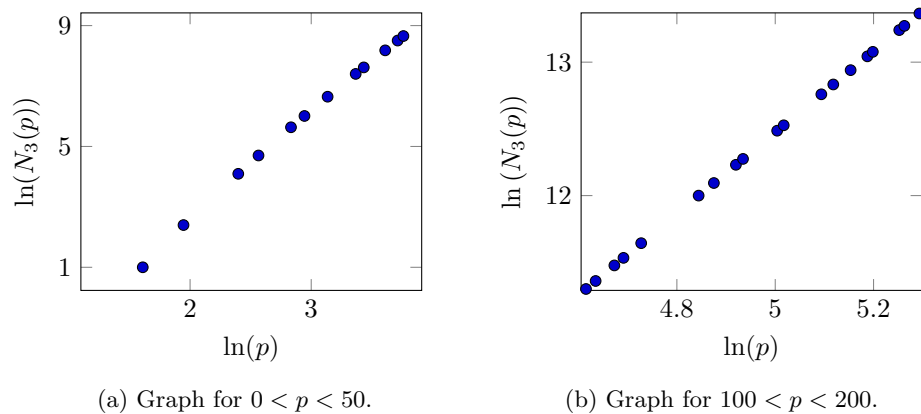 9
5
1
ln(N₃(p))
2 3
ln(p)
(a) Graph for 0 < p < 50.
13
12
ln (N₃(p))
4.8 5 5.2
ln(p)
(b) Graph for 100 < p < 200.